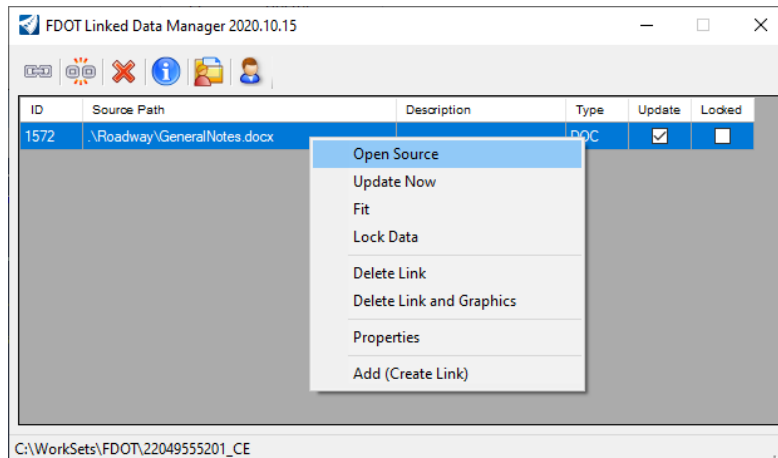 FDOT Linked Data Manager 2020.10.15
ID Source Path Description Type Update Locked
1572 .\Roadway\GeneralNotes.docx DOC
Open Source
Update Now
Fit
Lock Data
Delete Link
Delete Link and Graphics
Properties
Add (Create Link)
C:\WorkSets\FDOT\22049555201_CE